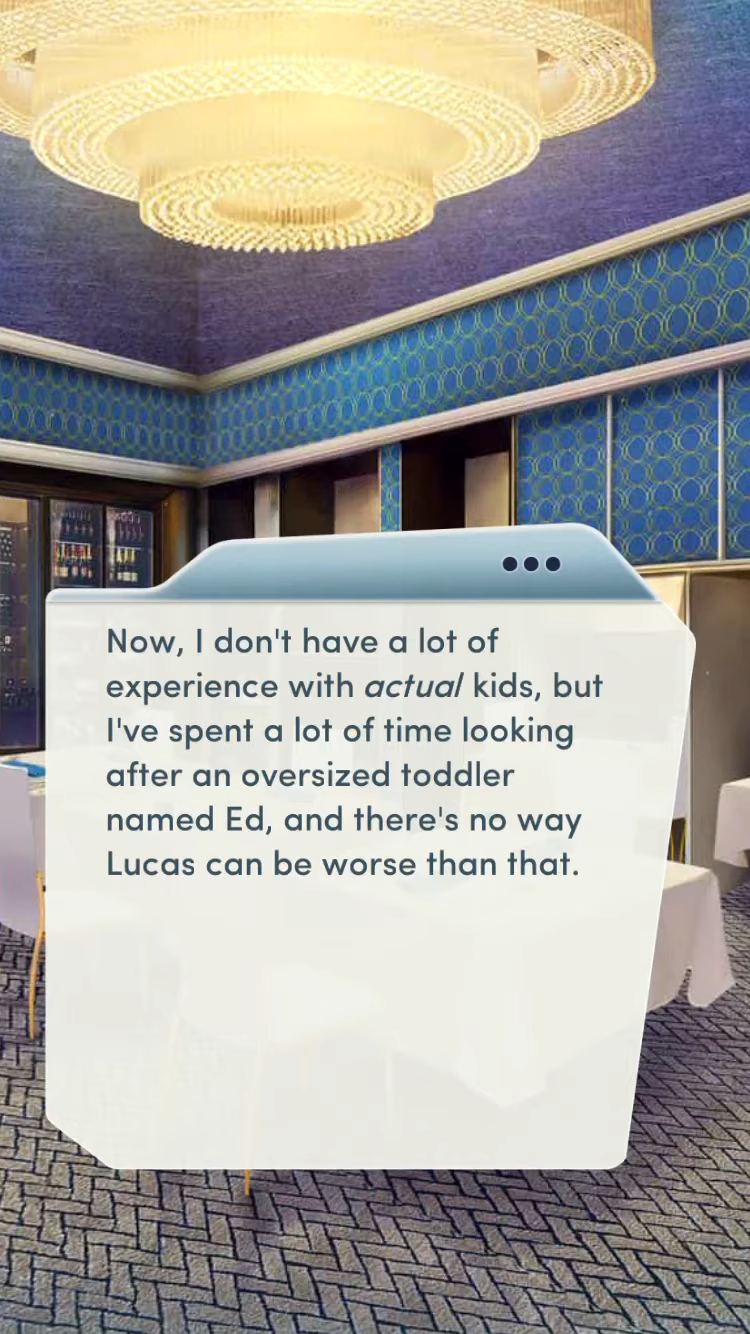 Now, I don't have a lot of
experience with actual kids, but
I've spent a lot of time looking
after an oversized toddler
named Ed, and there's no way
Lucas can be worse than that.